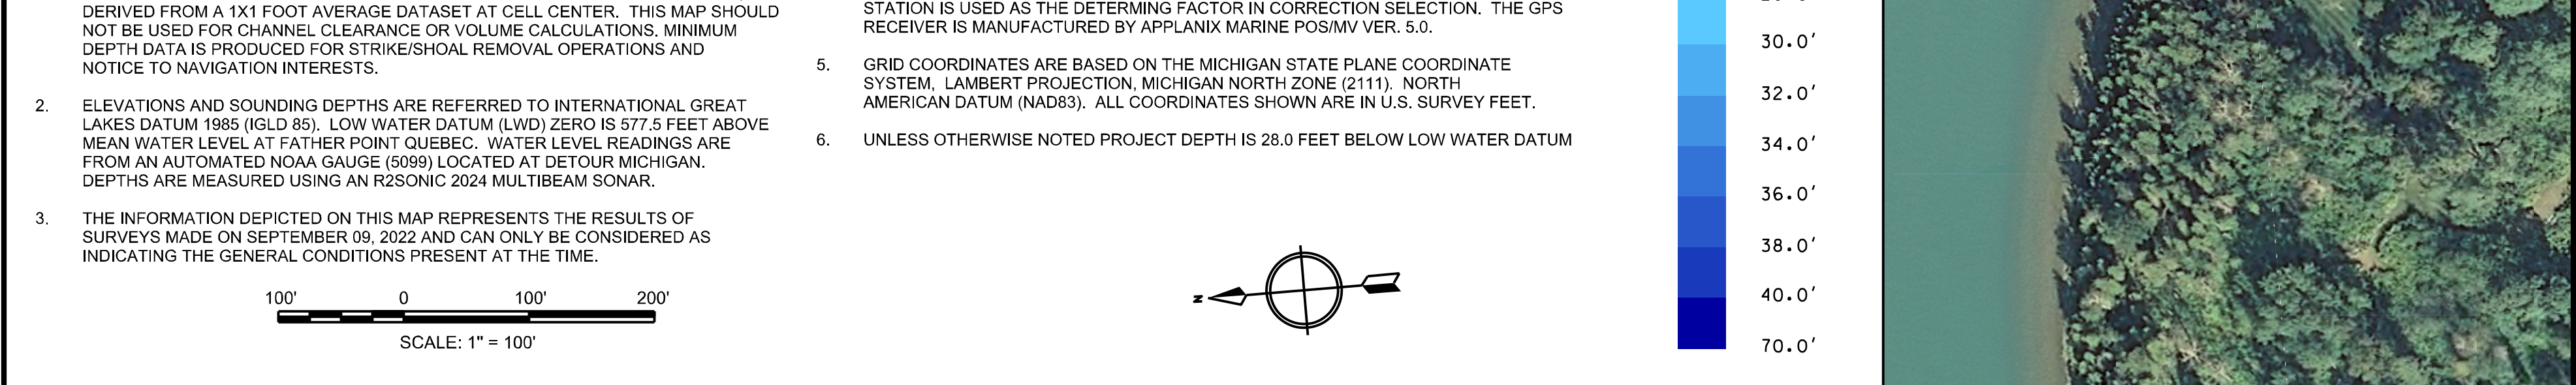 DERIVED FROM A 1X1 FOOT AVERAGE DATASET AT CELL CENTER. THIS MAP SHOULD
NOT BE USED FOR CHANNEL CLEARANCE OR VOLUME CALCULATIONS. MINIMUM
DEPTH DATA IS PRODUCED FOR STRIKE/SHOAL REMOVAL OPERATIONS AND
NOTICE TO NAVIGATION INTERESTS.
2. ELEVATIONS AND SOUNDING DEPTHS ARE REFERRED TO INTERNATIONAL GREAT
LAKES DATUM 1985 (IGLD 85). LOW WATER DATUM (LWD) ZERO IS 577.5 FEET ABOVE
MEAN WATER LEVEL AT FATHER POINT QUEBEC. WATER LEVEL READINGS ARE
FROM AN AUTOMATED NOAA GAUGE (5099) LOCATED AT DETOUR MICHIGAN.
DEPTHS ARE MEASURED USING AN R2SONIC 2024 MULTIBEAM SONAR.
3. THE INFORMATION DEPICTED ON THIS MAP REPRESENTS THE RESULTS OF
SURVEYS MADE ON SEPTEMBER 09, 2022 AND CAN ONLY BE CONSIDERED AS
INDICATING THE GENERAL CONDITIONS PRESENT AT THE TIME.
100' 0 100' 200'
SCALE: 1" = 100'
STATION IS USED AS THE DETERMING FACTOR IN CORRECTION SELECTION. THE GPS
RECEIVER IS MANUFACTURED BY APPLANIX MARINE POS/MV VER. 5.0.
5. GRID COORDINATES ARE BASED ON THE MICHIGAN STATE PLANE COORDINATE
SYSTEM, LAMBERT PROJECTION, MICHIGAN NORTH ZONE (2111). NORTH
AMERICAN DATUM (NAD83). ALL COORDINATES SHOWN ARE IN U.S. SURVEY FEET.
6. UNLESS OTHERWISE NOTED PROJECT DEPTH IS 28.0 FEET BELOW LOW WATER DATUM
N
30.0'
32.0'
34.0'
36.0'
38.0'
40.0'
70.0'